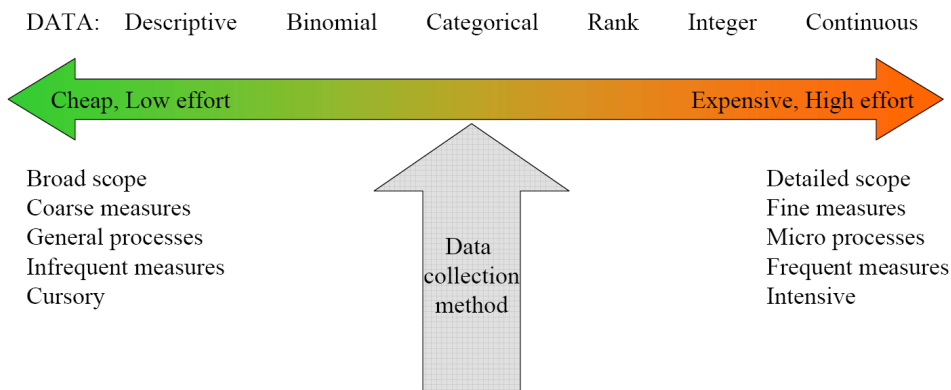 DATA: Descriptive Binomial Categorical Rank Integer Continuous
Cheap, Low effort
Expensive, High effort
Broad scope
Coarse measures
General processes
Infrequent measures
Cursory
Data
collection
method
Detailed scope
Fine measures
Micro processes
Frequent measures
Intensive